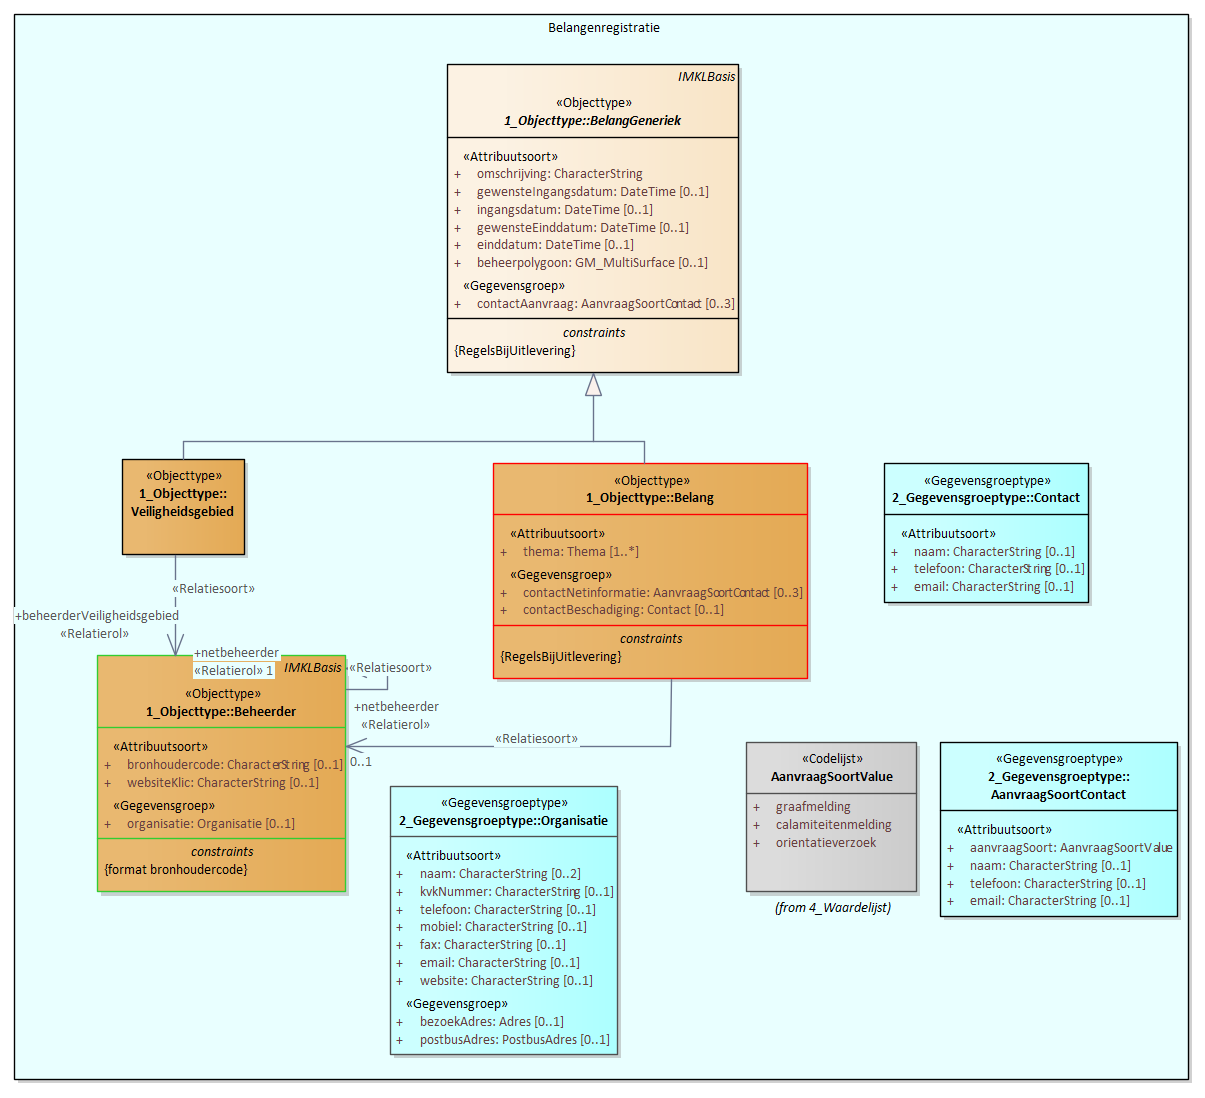 Belangenregistratie
IMKLBasis
«Objecttype»
1_Objecttype::BelangGeneriek
«Attribuutsoort»
+ omschrijving: CharacterString
+ gewensteIngangsdatum: DateTime [0..1]
+ ingangsdatum: DateTime [0..1]
+ gewensteEinddatum: DateTime [0..1]
+ einddatum: DateTime [0..1]
+ beheerpolygoon: GM_MultiSurface [0..1]
«Gegevensgroep»
+ contactAanvraag: AanvraagSoortContact [0..3]
constraints
{RegelsBijUitlevering}
«Objecttype»
1_Objecttype::
Veiligheidsgebied
«Objecttype»
1_Objecttype::Belang
«Attribuutsoort»
+ thema: Thema [1..*]
«Gegevensgroep»
+ contactNetinformatie: AanvraagSoortContact [0..3]
+ contactBeschadiging: Contact [0..1]
constraints
{RegelsBijUitlevering}
«Gegevensgroeptype»
2_Gegevensgroeptype::Contact
«Attribuutsoort»
+ naam: CharacterString [0..1]
+ telefoon: CharacterString [0..1]
+ email: CharacterString [0..1]
«Relatiesoort»
+beheerderVeiligheidsgebied
«Relatierol»
+netbeheerder
«Relatierol» 1
«Relatiesoort»
+netbeheerder
«Relatierol»
«Relatiesoort»
0..1
IMKLBasis
«Objecttype»
1_Objecttype::Beheerder
«Attribuutsoort»
+ bronhoudercode: CharacterString [0..1]
+ websiteKlic: CharacterString [0..1]
«Gegevensgroep»
+ organisatie: Organisatie [0..1]
constraints
{format bronhoudercode}
«Gegevensgroeptype»
2_Gegevensgroeptype::Organisatie
«Attribuutsoort»
+ naam: CharacterString [0..2]
+ kvkNummer: CharacterString [0..1]
+ telefoon: CharacterString [0..1]
+ mobiel: CharacterString [0..1]
+ fax: CharacterString [0..1]
+ email: CharacterString [0..1]
+ website: CharacterString [0..1]
«Gegevensgroep»
+ bezoekAdres: Adres [0..1]
+ postbusAdres: PostbusAdres [0..1]
«Codelijst»
AanvraagSoortValue
+ graafmelding
+ calamiteitenmelding
+ orientatieverzoek
(from 4_Waardelijst)
«Gegevensgroeptype»
2_Gegevensgroeptype::
AanvraagSoortContact
«Attribuutsoort»
+ aanvraagSoort: AanvraagSoortValue
+ naam: CharacterString [0..1]
+ telefoon: CharacterString [0..1]
+ email: CharacterString [0..1]